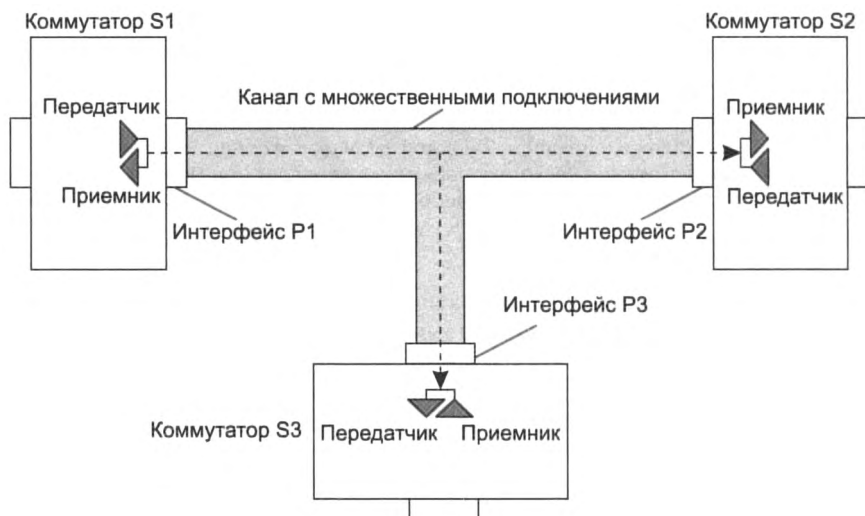 Коммутатор S1
Коммутатор S2
Канал с множественными подключениями
Передатчик
Приемник
Приемник
Передатчик
Интерфейс P1
Интерфейс P2
Интерфейс P3
Коммутатор S3
Передатчик
Приемник